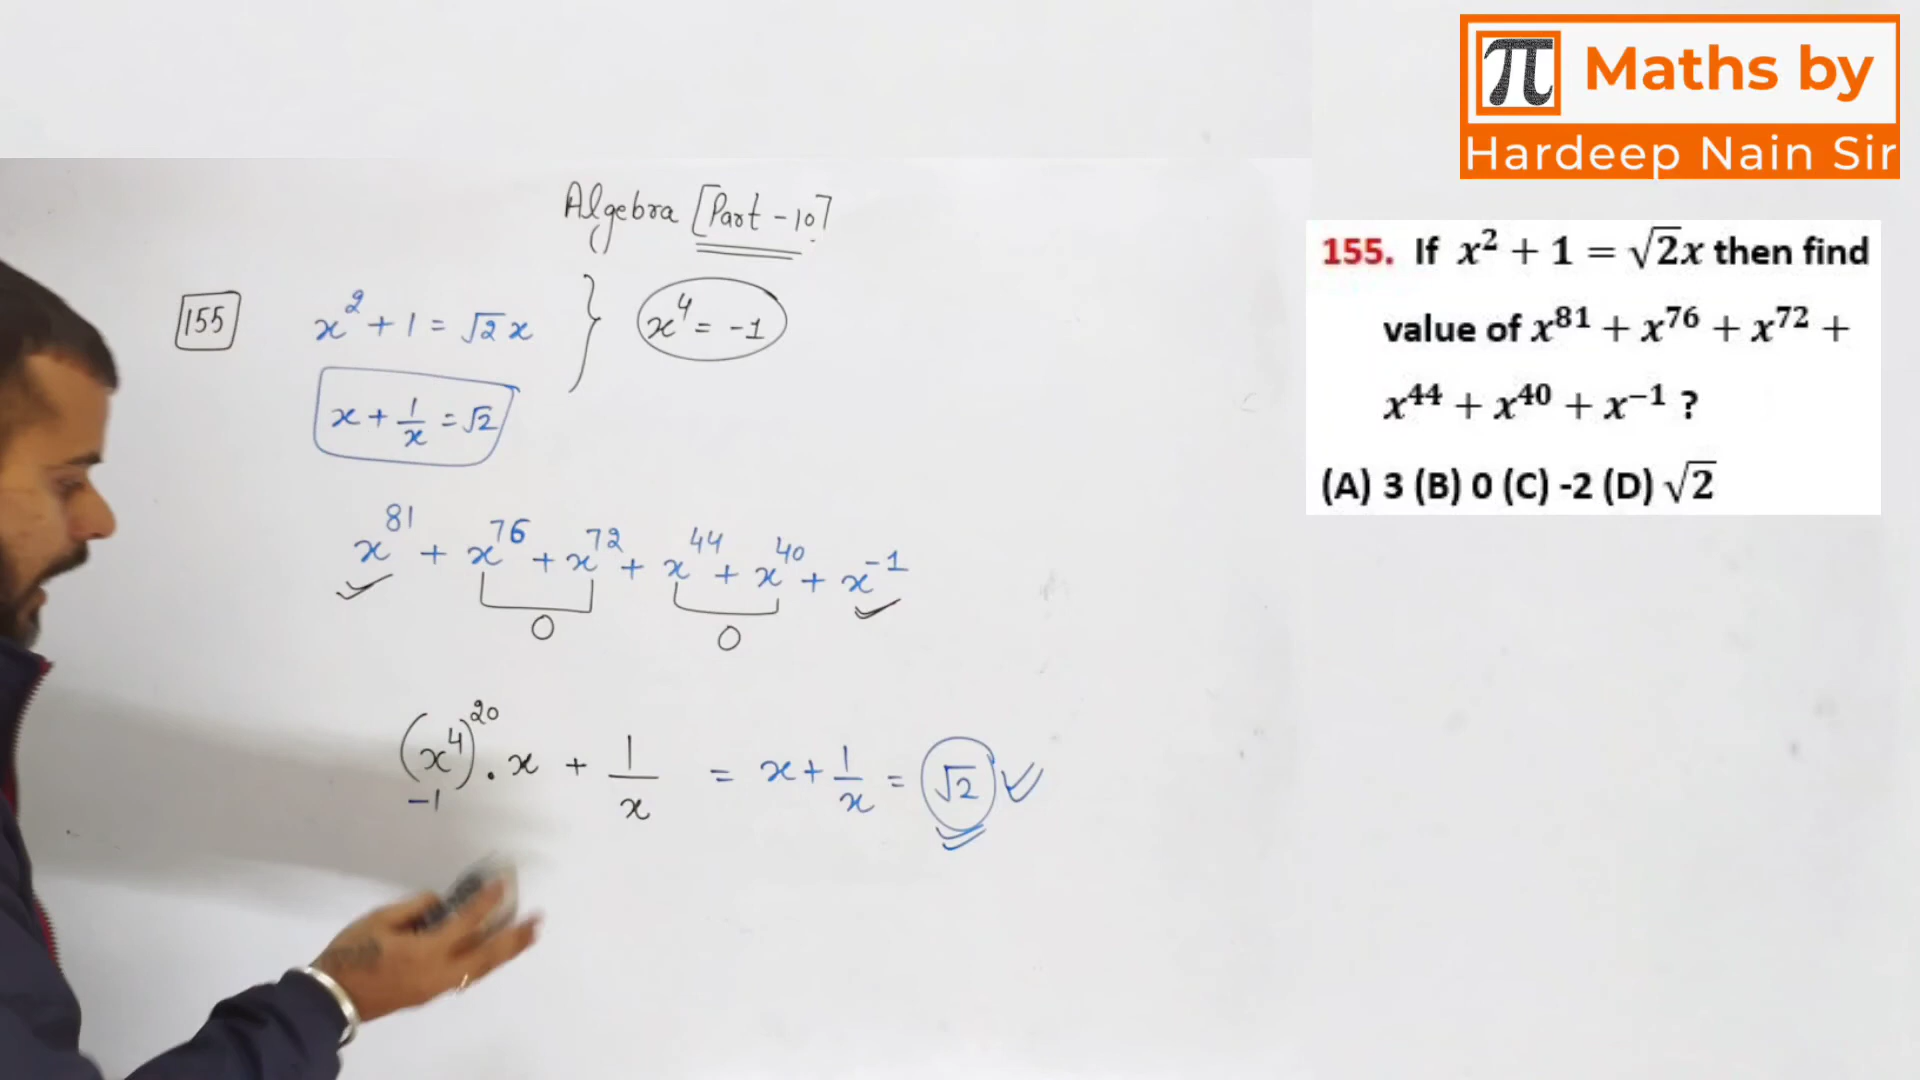 π Maths by
Hardeep Nain Sir
Algebra [Part - 10]
155
x² + 1 = √2 x
x⁴ = -1
x + 1/x = √2
x⁸¹ + x⁷⁶ + x⁷² + x⁴⁴ + x⁴⁰ + x⁻¹
0 0
(x⁴)²⁰ . x + 1/x = x + 1/x = √2
-1
155. If x² + 1 = √2x then find
value of x⁸¹ + x⁷⁶ + x⁷² +
x⁴⁴ + x⁴⁰ + x⁻¹ ?
(A) 3 (B) 0 (C) -2 (D) √2